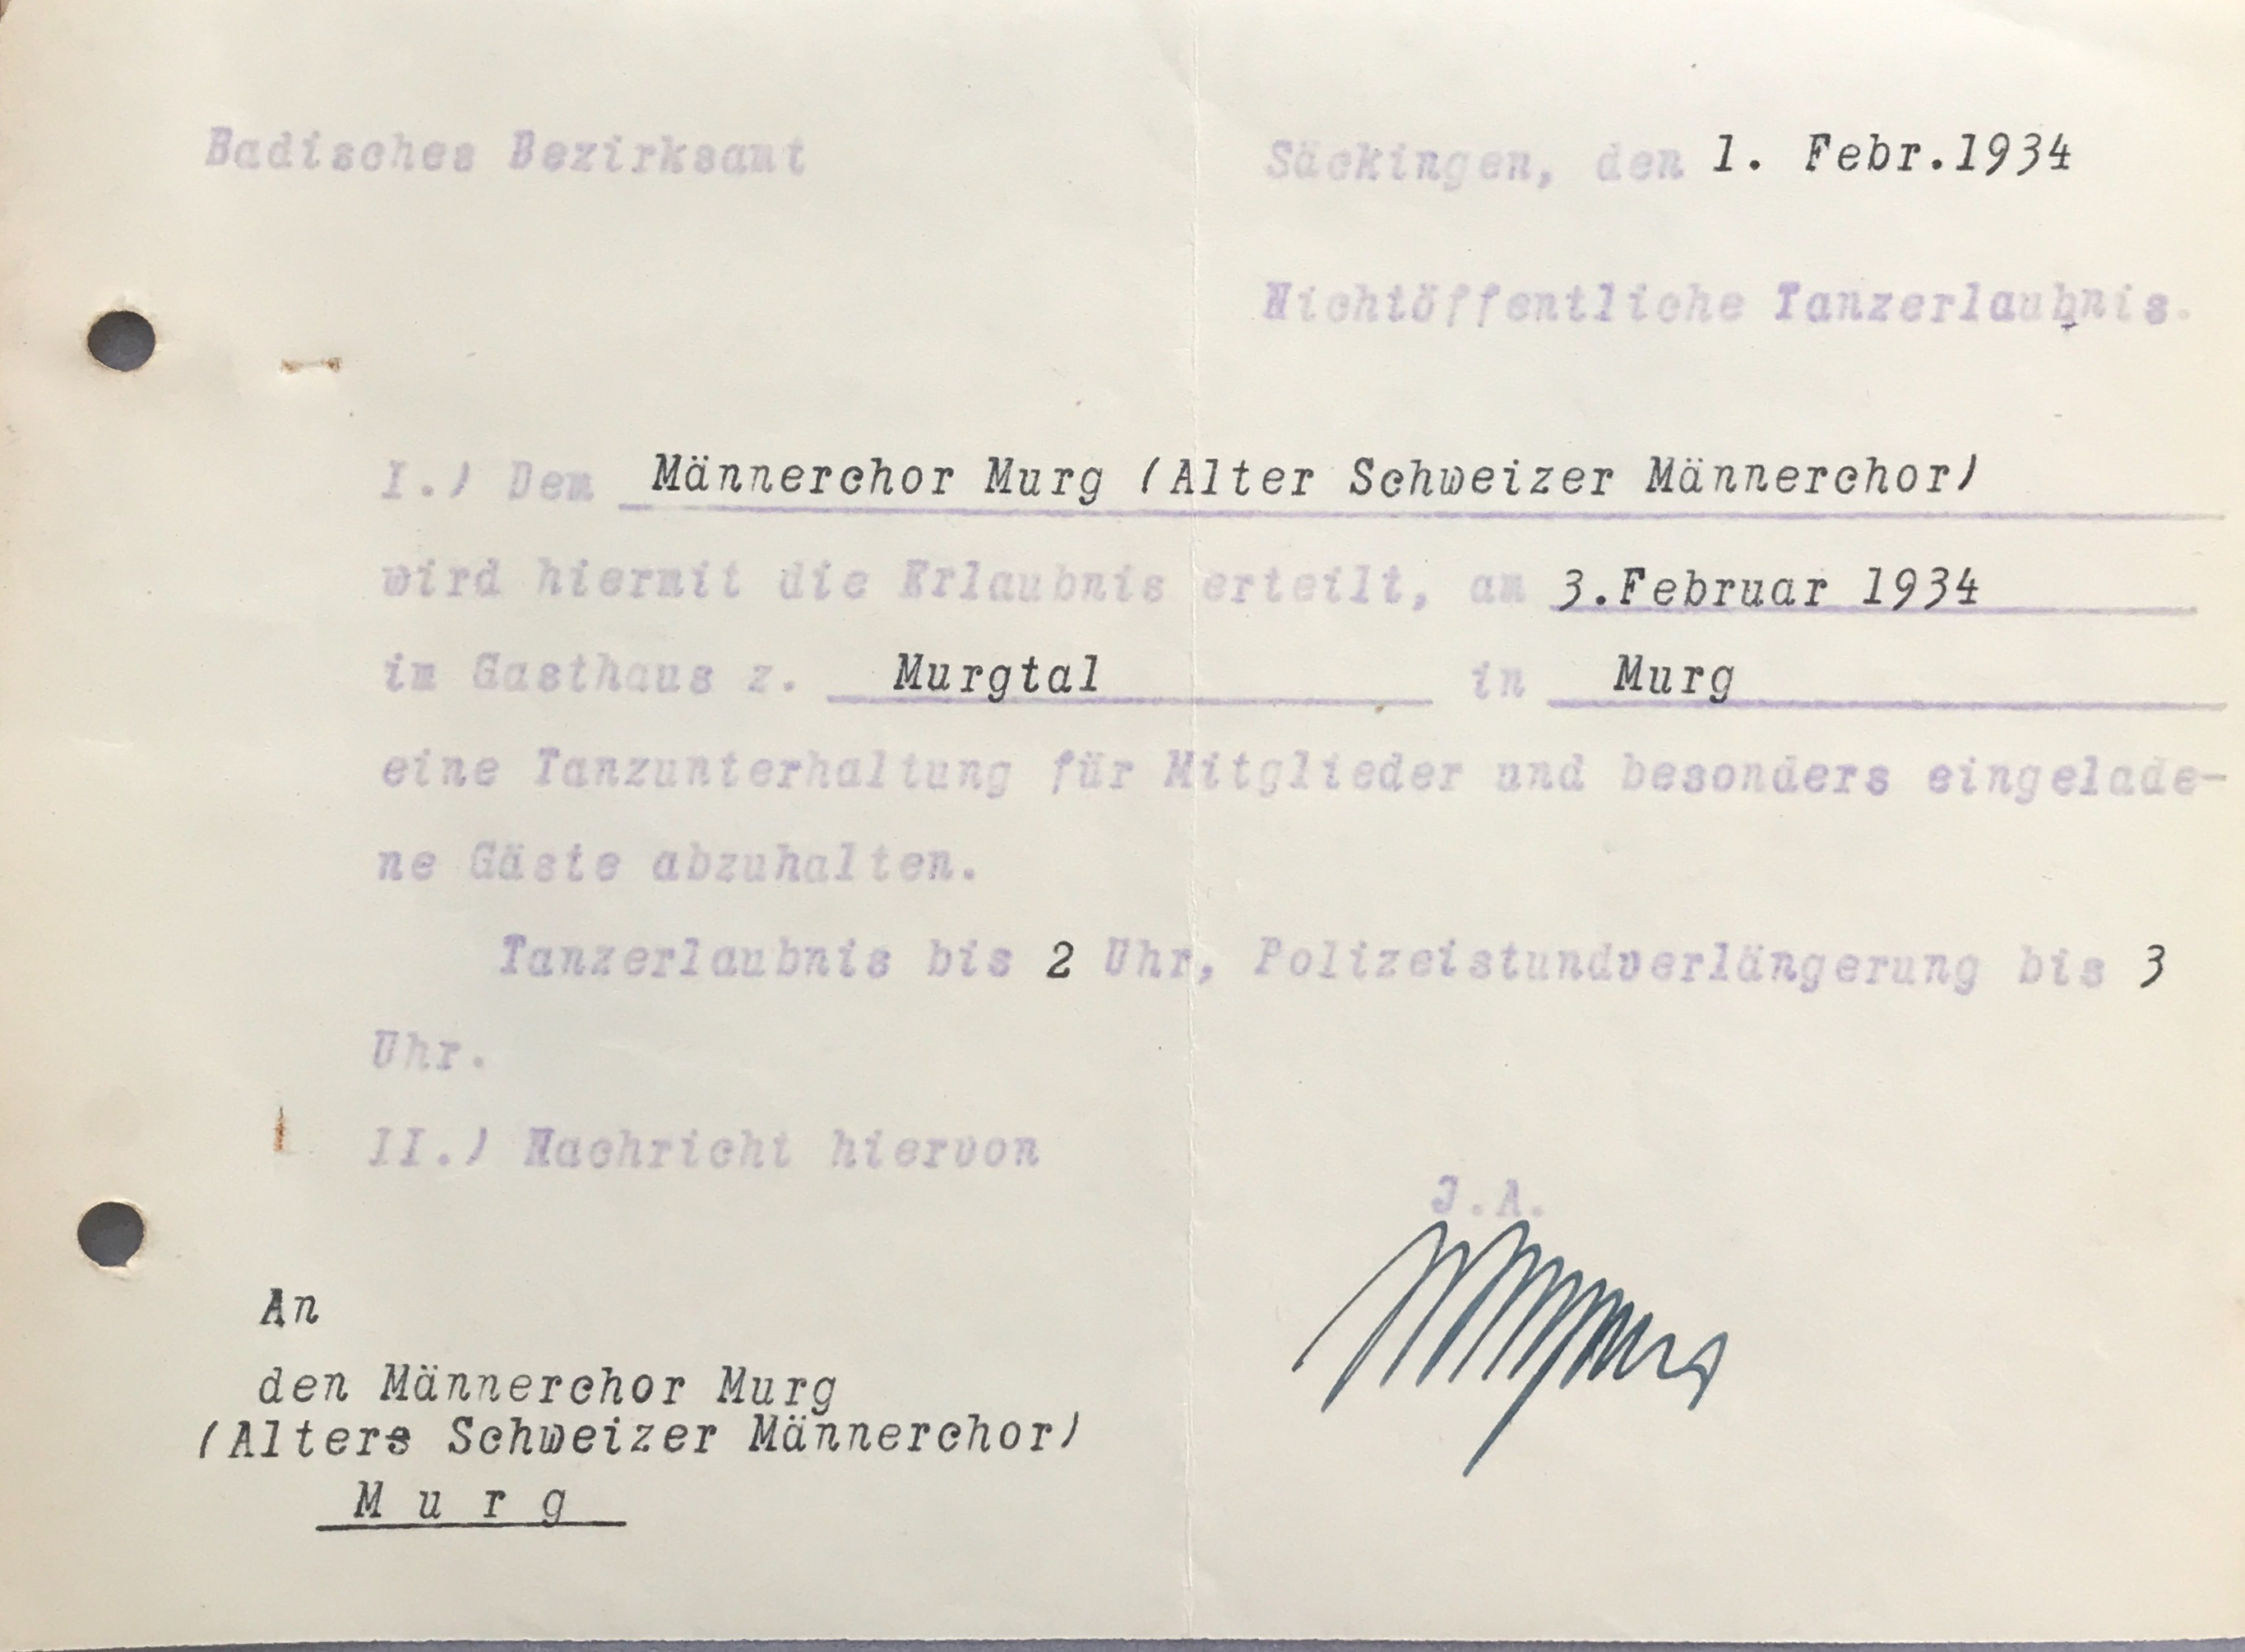 Badisches Bezirksamt
Säckingen, den 1. Febr.1934
Nichtöffentliche Tanzerlaubnis.
I.) Dem Männerchor Murg (Alter Schweizer Männerchor)
wird hiermit die Erlaubnis erteilt, am 3.Februar 1934
im Gasthaus z. Murgtal in Murg
eine Tanzunterhaltung für Mitglieder und besonders eingelade-
ne Gäste abzuhalten.
Tanzerlaubnis bis 2 Uhr, Polizeistundverlängerung bis 3
Uhr.
II.) Nachricht hiervon
J.A.
An
den Männerchor Murg
(Alters Schweizer Männerchor)
M u r g